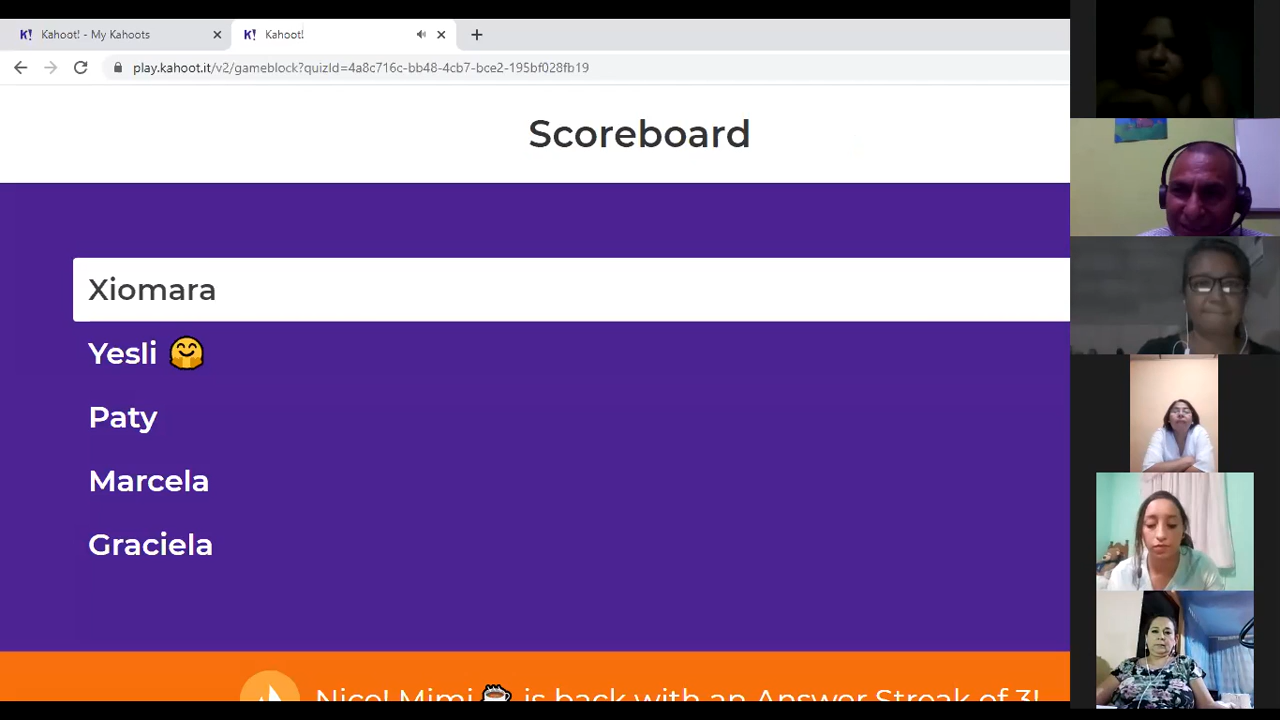 K! Kahoot! - My Kahoots
K! Kahoot!
play.kahoot.it/v2/gameblock?quizId=4a8c716c-bb48-4cb7-bce2-195bf028fb19
Scoreboard
Xiomara
Yesli 🤗
Paty
Marcela
Graciela
Nice! Mimi ☕ is back with an Answer Streak of 3!